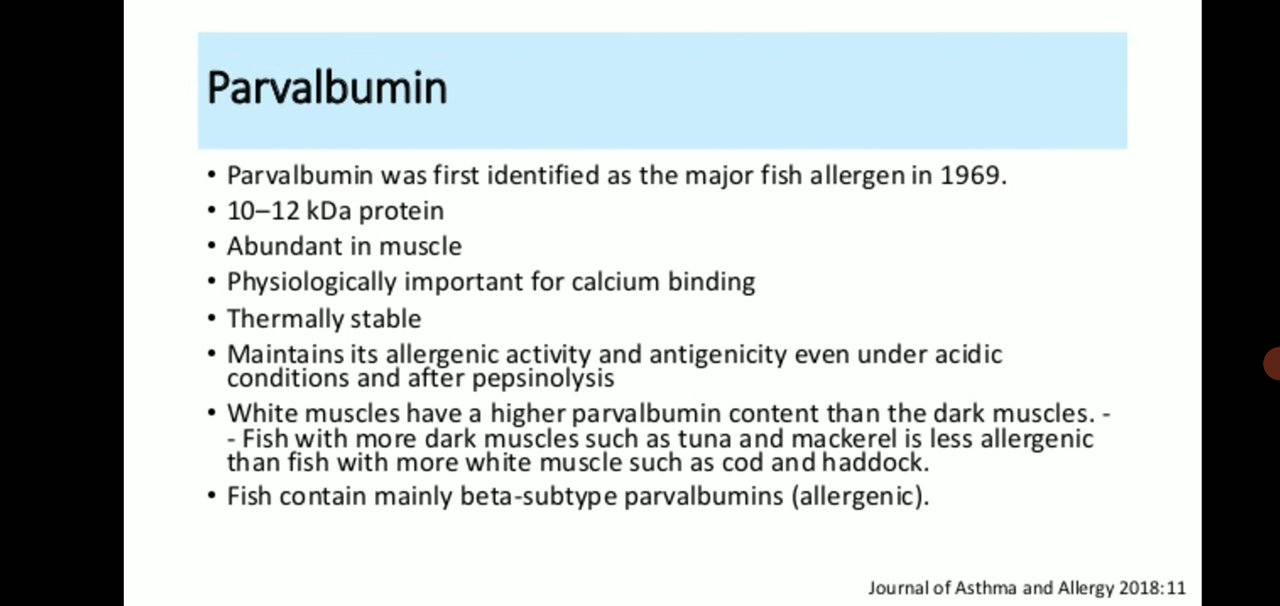 Parvalbumin
• Parvalbumin was first identified as the major fish allergen in 1969.
• 10–12 kDa protein
• Abundant in muscle
• Physiologically important for calcium binding
• Thermally stable
• Maintains its allergenic activity and antigenicity even under acidic
conditions and after pepsinolysis
• White muscles have a higher parvalbumin content than the dark muscles. -
- Fish with more dark muscles such as tuna and mackerel is less allergenic
than fish with more white muscle such as cod and haddock.
• Fish contain mainly beta-subtype parvalbumins (allergenic).
Journal of Asthma and Allergy 2018:11